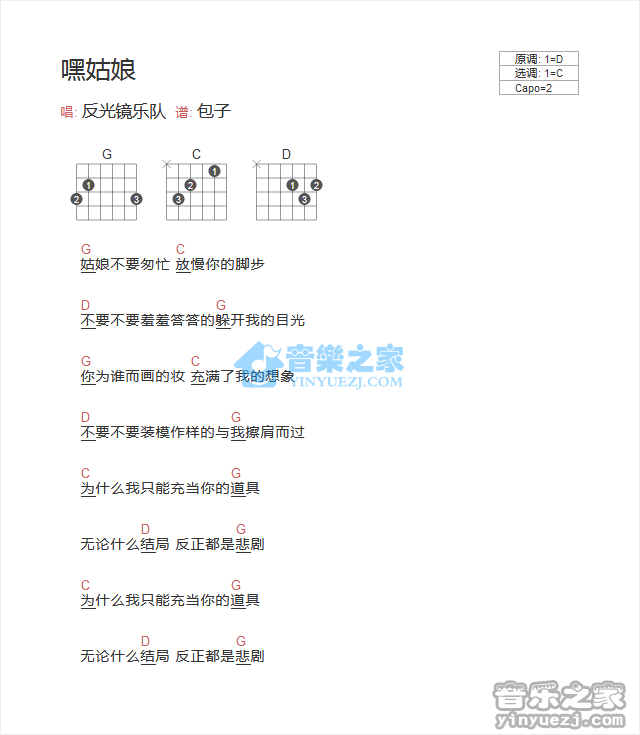 嘿姑娘
原调: 1=D
选调: 1=C
Capo=2
唱: 反光镜乐队 谱: 包子
G C D
1 2 3 1 2 3 1 2 3
G C
姑娘不要匆忙 放慢你的脚步
D G
不要不要羞羞答答的躲开我的目光
音樂之家
YINYUEZJ.COM
G C
你为谁而画的妆 充满了我的想象
D G
不要不要装模作样的与我擦肩而过
C G
为什么我只能充当你的道具
D G
无论什么结局 反正都是悲剧
C G
为什么我只能充当你的道具
D G
无论什么结局 反正都是悲剧
音乐之家
yinyuezj.com